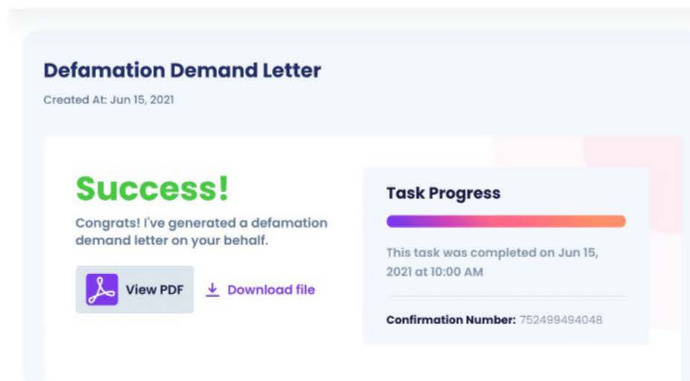 Defamation Demand Letter
Created At: Jun 15, 2021
Success!
Congrats! I've generated a defamation
demand letter on your behalf.
View PDF
Download file
Task Progress
This task was completed on Jun 15,
2021 at 10:00 AM
Confirmation Number: 752499494048